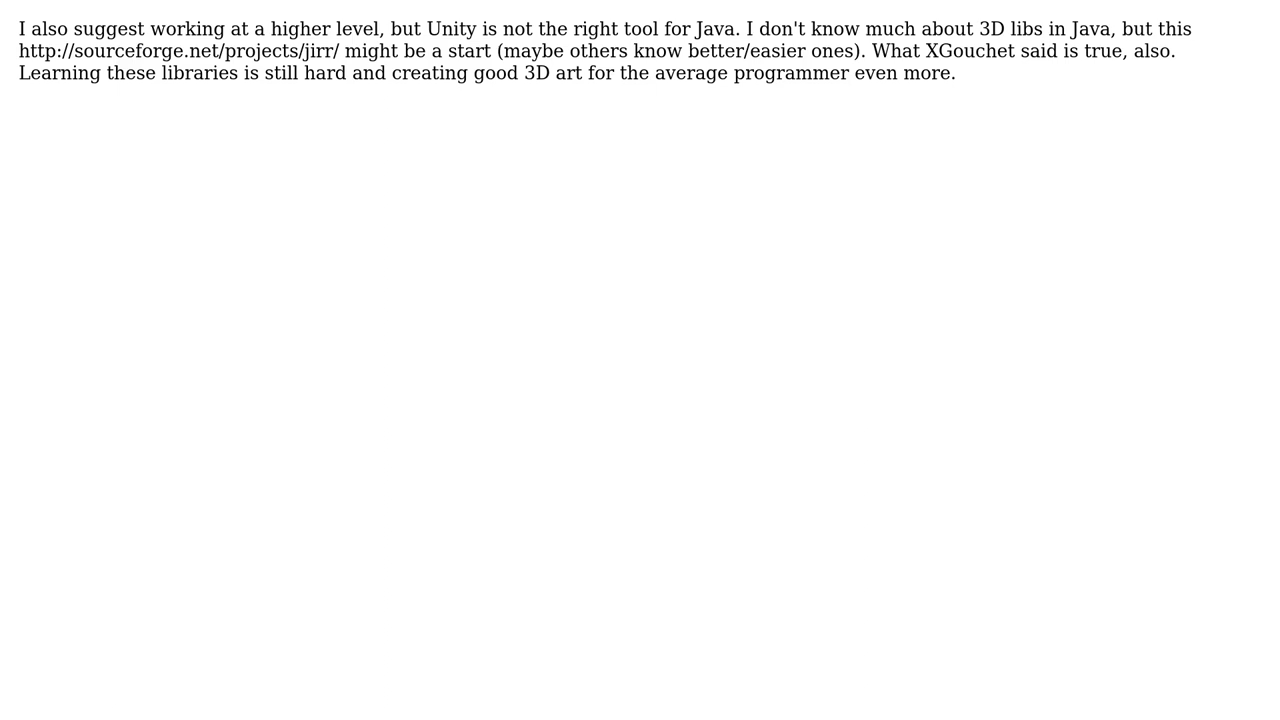 I also suggest working at a higher level, but Unity is not the right tool for Java. I don't know much about 3D libs in Java, but this
http://sourceforge.net/projects/jirr/ might be a start (maybe others know better/easier ones). What XGouchet said is true, also.
Learning these libraries is still hard and creating good 3D art for the average programmer even more.